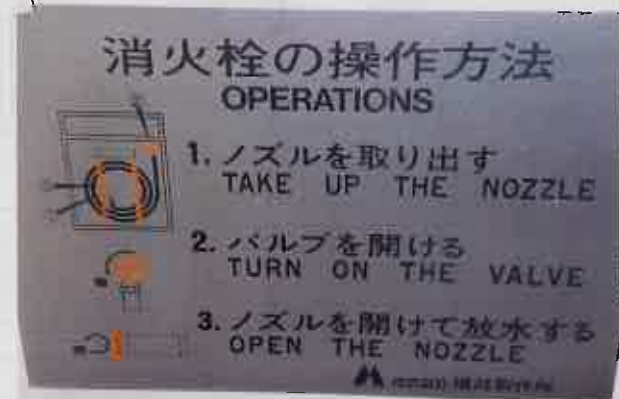 消火栓の操作方法
OPERATIONS
1. ノズルを取り出す
TAKE UP THE NOZZLE
2. バルブを開ける
TURN ON THE VALVE
3. ノズルを開けて放水する
OPEN THE NOZZLE